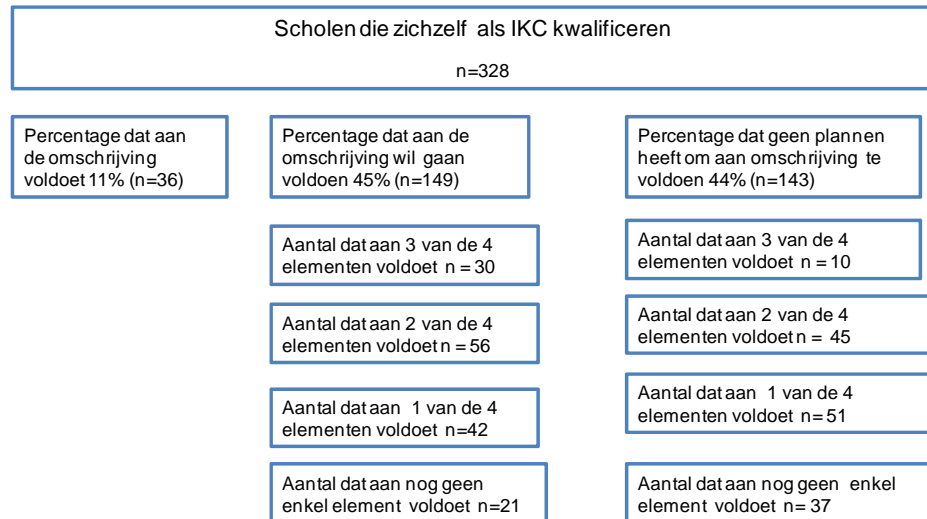 Scholen die zichzelf als IKC kwalificeren
n=328
Percentage dat aan
de omschrijving
voldoet 11% (n=36)
Percentage dat aan de
omschrijving wil gaan
voldoen 45% (n=149)
Percentage dat geen plannen
heeft om aan omschrijving te
voldoen 44% (n=143)
Aantal dat aan 3 van de 4
elementen voldoet n = 30
Aantal dat aan 2 van de 4
elementen voldoet n = 56
Aantal dat aan 1 van de 4
elementen voldoet n=42
Aantal dat aan nog geen
enkel element voldoet n=21
Aantal dat aan 3 van de 4
elementen voldoet n = 10
Aantal dat aan 2 van de 4
elementen voldoet n = 45
Aantal dat aan 1 van de 4
elementen voldoet n= 51
Aantal dat aan nog geen enkel
element voldoet n= 37